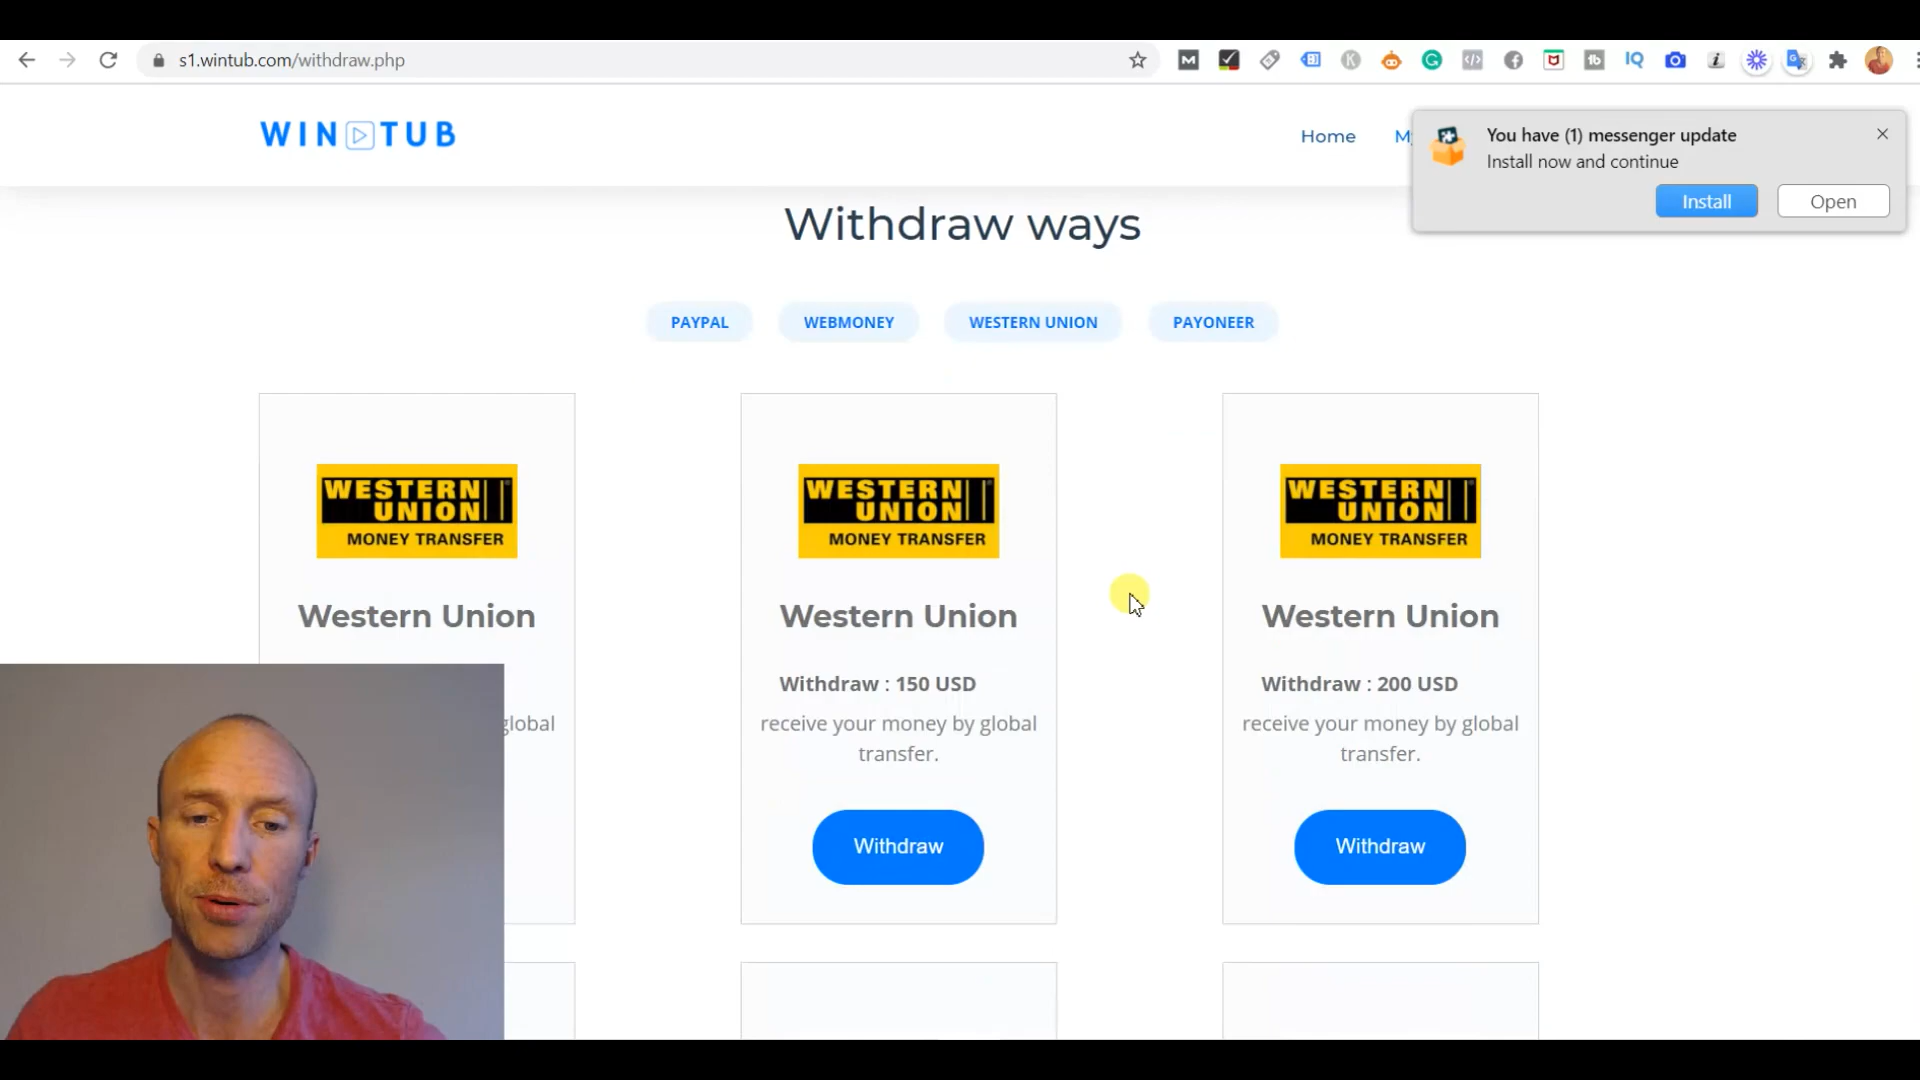 s1.wintub.com/withdraw.php
WIN TUB
Home
My
You have (1) messenger update
Install now and continue
Install
Open
Withdraw ways
PAYPAL
WEBMONEY
WESTERN UNION
PAYONEER
WESTERN
UNION
MONEY TRANSFER
Western Union
global
WESTERN
UNION
MONEY TRANSFER
Western Union
Withdraw : 150 USD
receive your money by global
transfer.
Withdraw
WESTERN
UNION
MONEY TRANSFER
Western Union
Withdraw : 200 USD
receive your money by global
transfer.
Withdraw